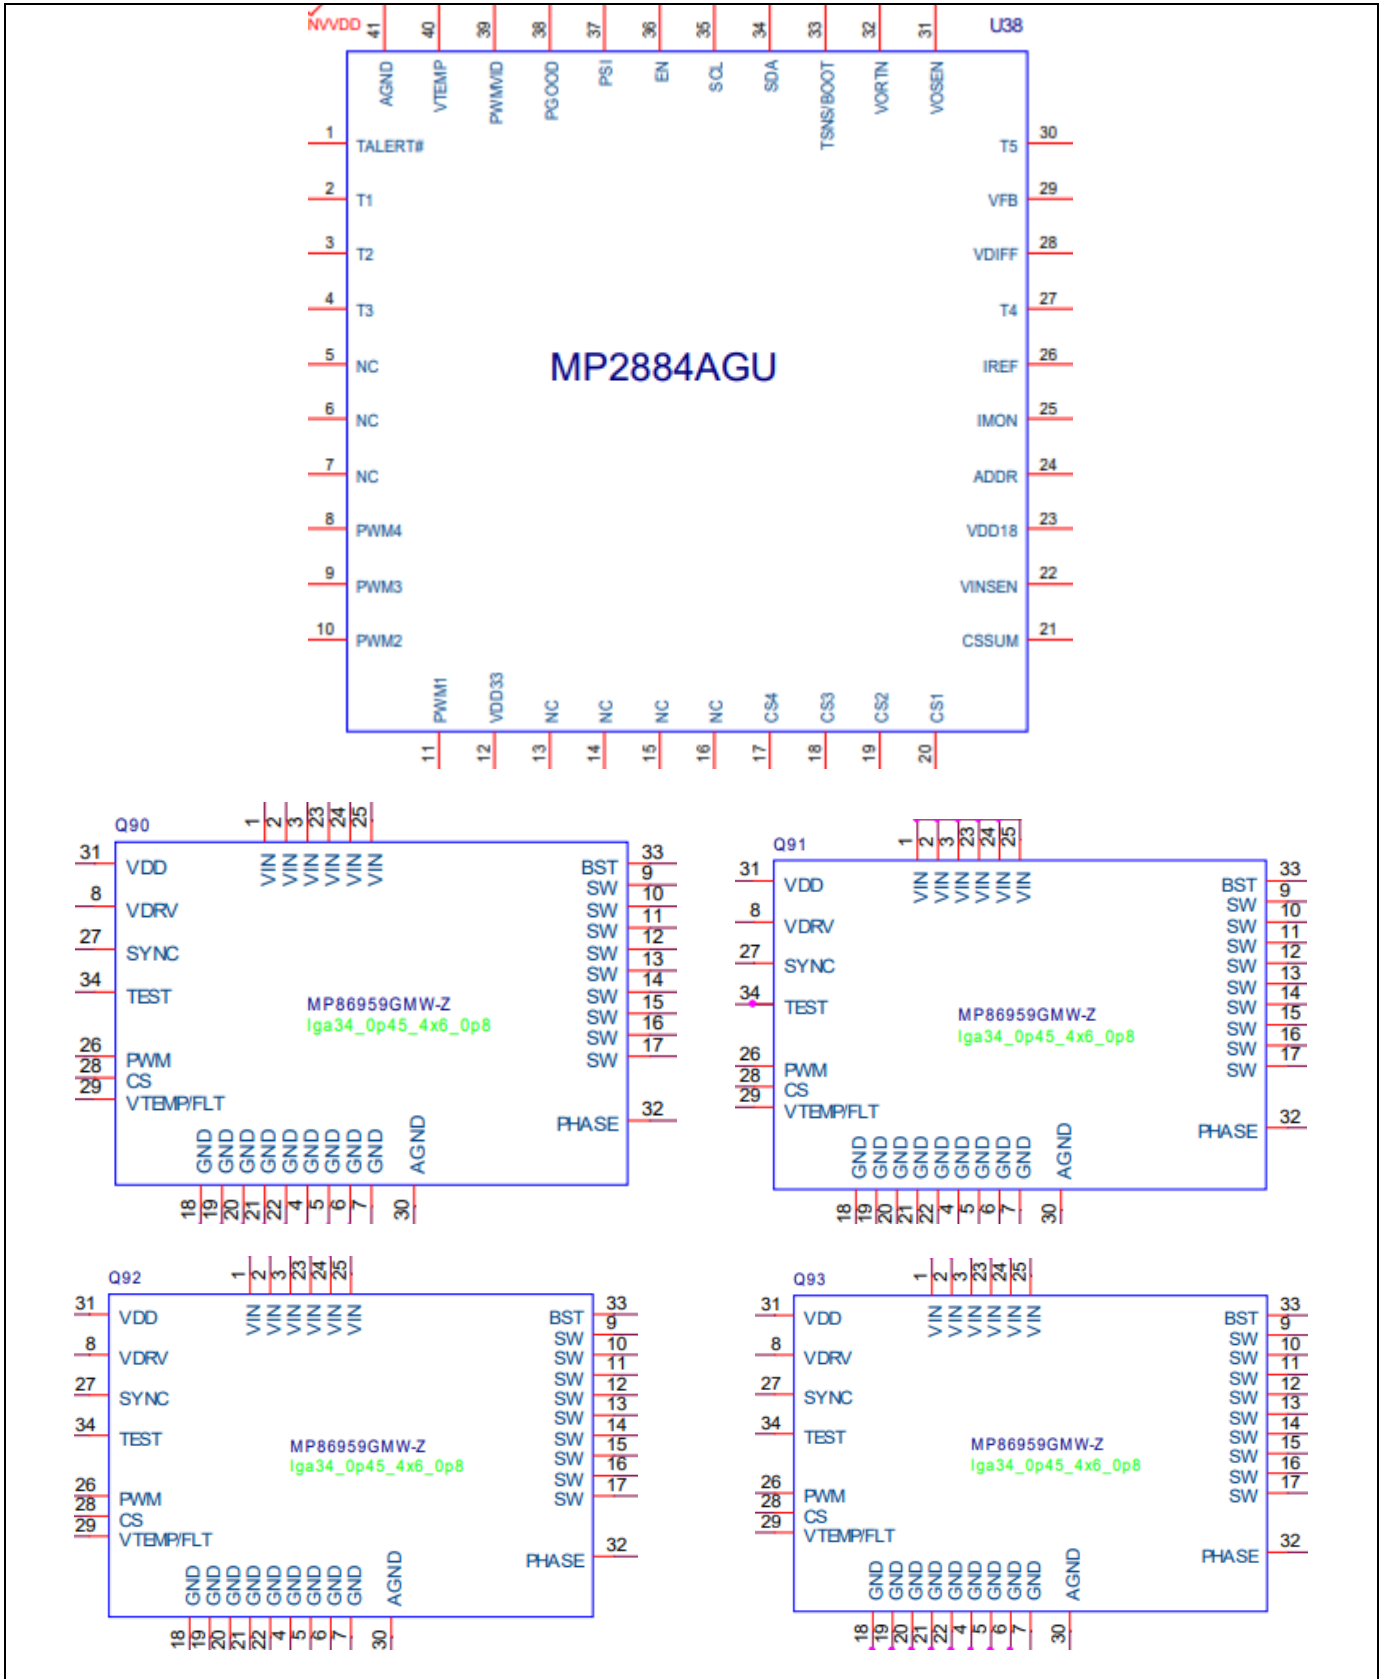 NVVDD 41 40 39 38 37 36 35 34 33 32 31 U38
AGND VTEMP PWMVID PGOOD PSI EN SCL SDA TSNS/BOOT VORTN VOSEN
1 TALERT# T5 30
2 T1 VFB 29
3 T2 VDIFF 28
4 T3 T4 27
5 NC IREF 26
MP2884AGU
6 NC IMON 25
7 NC ADDR 24
8 PWM4 VDD18 23
9 PWM3 VINSEN 22
10 PWM2 CSSUM 21
PWM1 VDD33 NC NC NC NC CS4 CS3 CS2 CS1
11 12 13 14 15 16 17 18 19 20
Q90 1 2 3 23 24 25
31 VDD VIN VIN VIN VIN VIN VIN BST 33
SW 9
8 VDRV SW 10
SW 11
27 SYNC SW 12
SW 13
34 TEST SW 14
MP86959GMW-Z SW 15
lga34_0p45_4x6_0p8 SW 16
26 PWM SW 17
28 CS
29 VTEMP/FLT
PHASE 32
GND GND GND GND GND GND GND GND GND AGND
18 19 20 21 22 4 5 6 7 30
Q91 1 2 3 23 24 25
31 VDD VIN VIN VIN VIN VIN VIN BST 33
SW 9
8 VDRV SW 10
SW 11
27 SYNC SW 12
SW 13
34 TEST SW 14
MP86959GMW-Z SW 15
lga34_0p45_4x6_0p8 SW 16
26 PWM SW 17
28 CS
29 VTEMP/FLT
PHASE 32
GND GND GND GND GND GND GND GND GND AGND
18 19 20 21 22 4 5 6 7 30
Q92 1 2 3 23 24 25
31 VDD VIN VIN VIN VIN VIN VIN BST 33
SW 9
8 VDRV SW 10
SW 11
27 SYNC SW 12
SW 13
34 TEST SW 14
MP86959GMW-Z SW 15
lga34_0p45_4x6_0p8 SW 16
26 PWM SW 17
28 CS
29 VTEMP/FLT
PHASE 32
GND GND GND GND GND GND GND GND GND AGND
18 19 20 21 22 4 5 6 7 30
Q93 1 2 3 23 24 25
31 VDD VIN VIN VIN VIN VIN VIN BST 33
SW 9
8 VDRV SW 10
SW 11
27 SYNC SW 12
SW 13
34 TEST SW 14
MP86959GMW-Z SW 15
lga34_0p45_4x6_0p8 SW 16
26 PWM SW 17
28 CS
29 VTEMP/FLT
PHASE 32
GND GND GND GND GND GND GND GND GND AGND
18 19 20 21 22 4 5 6 7 30